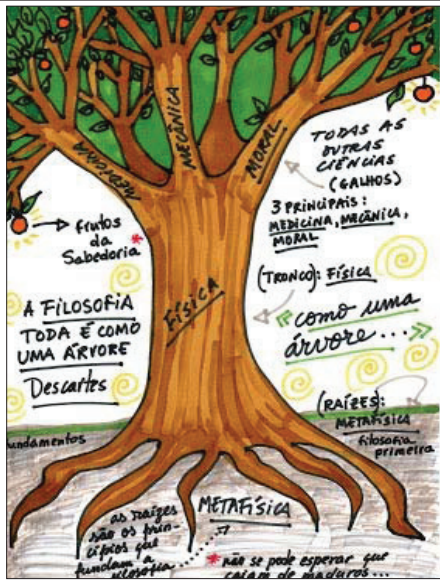 MEDICINA
MECÂNICA
MORAL
TODAS AS
OUTRAS
CIÊNCIAS
(GALHOS)
3 PRINCIPAIS:
MEDICINA, MECÂNICA,
MORAL
frutos
da
Sabedoria *
(TRONCO): FÍSICA
FÍSICA
A FILOSOFIA
TODA É COMO
UMA ÁRVORE
Descartes
«como uma
árvore...»
(RAÍZES):
METAFÍSICA
filosofia
primeira
undamentos
METAFÍSICA
as raízes
são os prin-
cípios que
fundam a
filosofia
* não se pode esperar que
caiam de maduros...